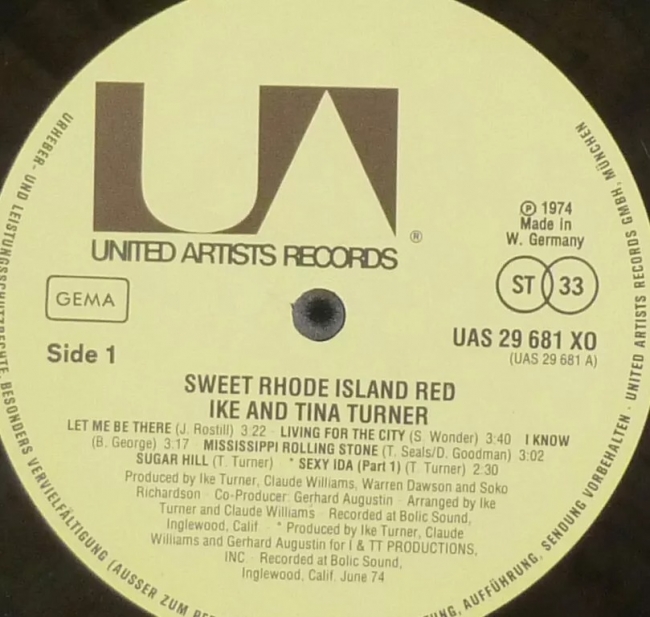 UA
UNITED ARTISTS RECORDS ®
℗ 1974
Made in
W. Germany
GEMA
ST 33
Side 1
UAS 29 681 XO
(UAS 29 681 A)
SWEET RHODE ISLAND RED
IKE AND TINA TURNER
LET ME BE THERE (J. Rostill) 3:22 · LIVING FOR THE CITY (S. Wonder) 3:40 I KNOW
(B. George) 3:17 MISSISSIPPI ROLLING STONE (T. Seals/D. Goodman) 3:02
SUGAR HILL (T. Turner) * SEXY IDA (Part 1) (T. Turner) 2:30
Produced by Ike Turner, Claude Williams, Warren Dawson and Soko
Richardson · Co-Producer: Gerhard Augustin · Arranged by Ike
Turner and Claude Williams · Recorded at Bolic Sound,
Inglewood, Calif · * Produced by Ike Turner, Claude
Williams and Gerhard Augustin for I & TT PRODUCTIONS,
INC · Recorded at Bolic Sound,
Inglewood, Calif. June 74
URHEBER- UND LEISTUNGSSCHUTZRECHTE, BESONDERS VERVIELFÄLTIGUNG (AUSSER ZUM
AUFFÜHRUNG, SENDUNG VORBEHALTEN · UNITED ARTISTS RECORDS GMBH, MÜNCHEN